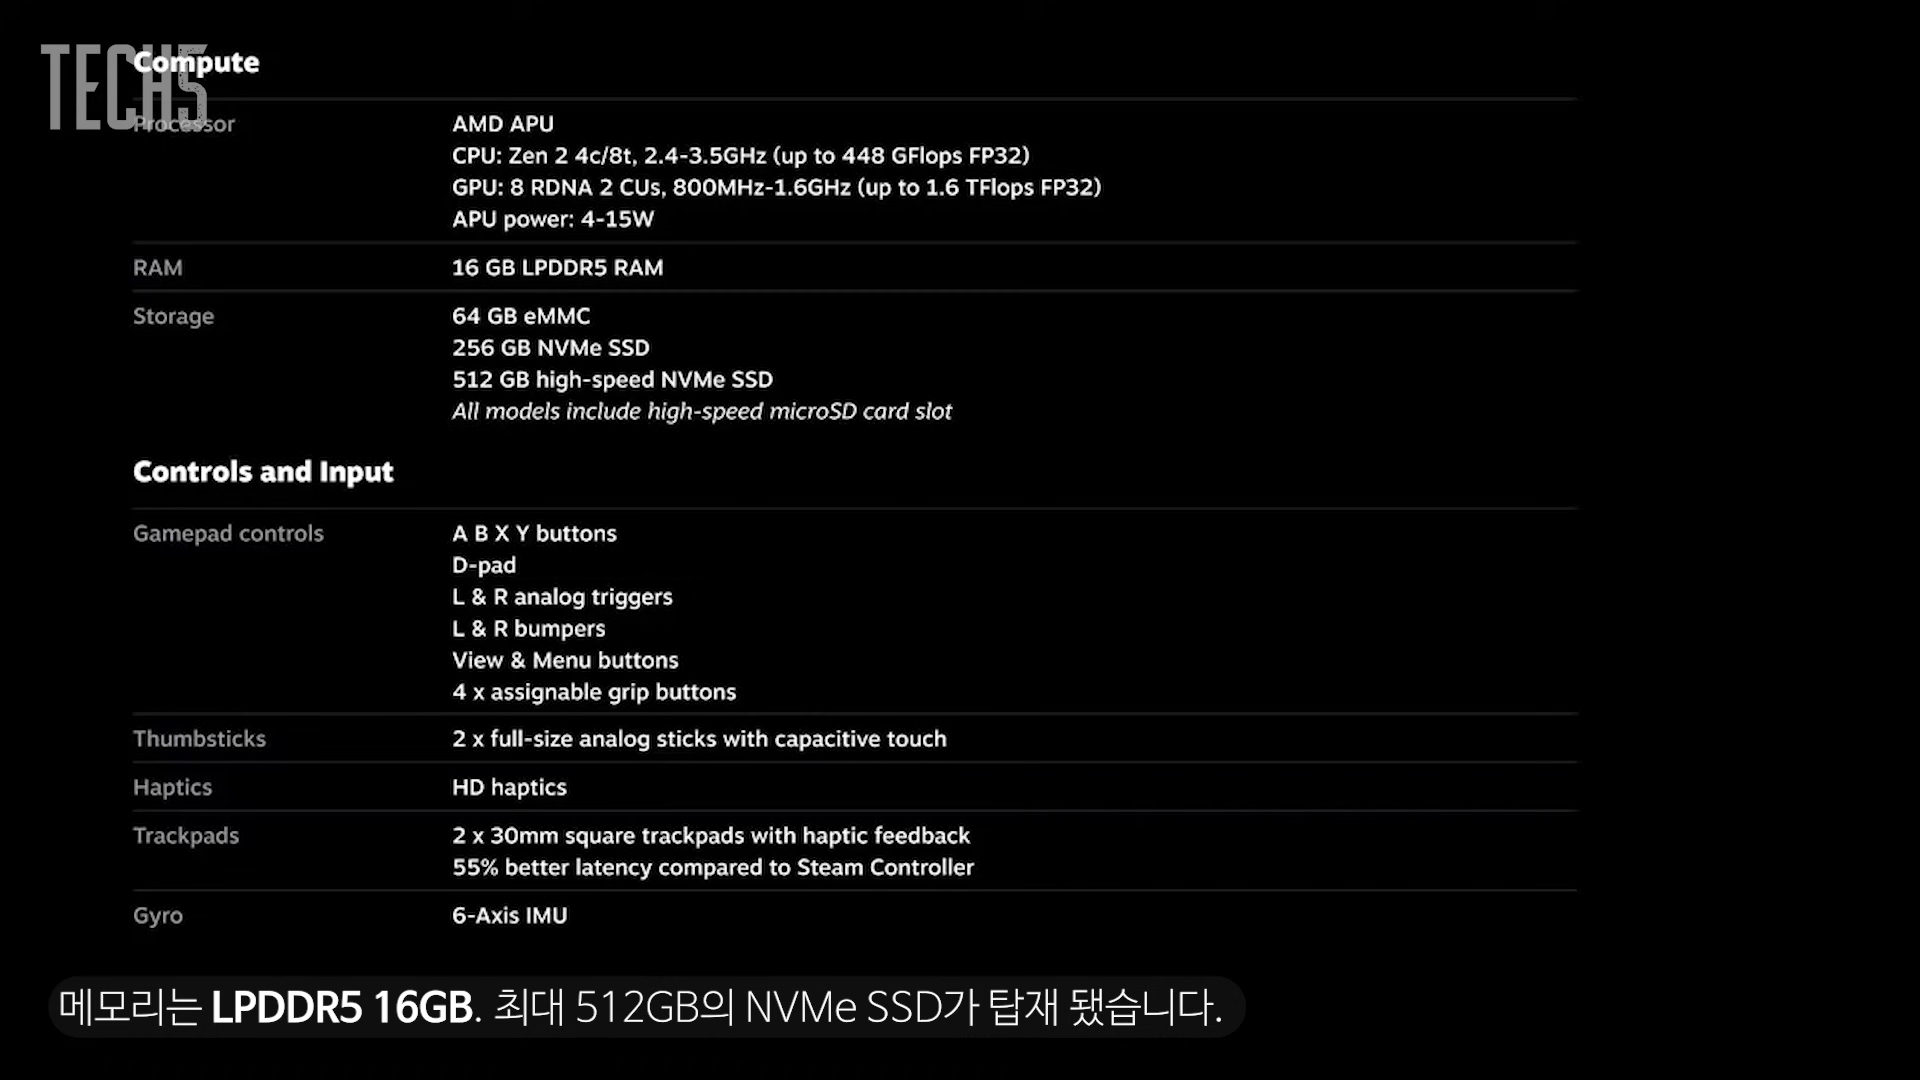 TECH5
Compute
Processor
AMD APU
CPU: Zen 2 4c/8t, 2.4-3.5GHz (up to 448 GFlops FP32)
GPU: 8 RDNA 2 CUs, 800MHz-1.6GHz (up to 1.6 TFlops FP32)
APU power: 4-15W
RAM
16 GB LPDDR5 RAM
Storage
64 GB eMMC
256 GB NVMe SSD
512 GB high-speed NVMe SSD
All models include high-speed microSD card slot
Controls and Input
Gamepad controls
A B X Y buttons
D-pad
L & R analog triggers
L & R bumpers
View & Menu buttons
4 x assignable grip buttons
Thumbsticks
2 x full-size analog sticks with capacitive touch
Haptics
HD haptics
Trackpads
2 x 30mm square trackpads with haptic feedback
55% better latency compared to Steam Controller
Gyro
6-Axis IMU
메모리는 LPDDR5 16GB. 최대 512GB의 NVMe SSD가 탑재 됐습니다.